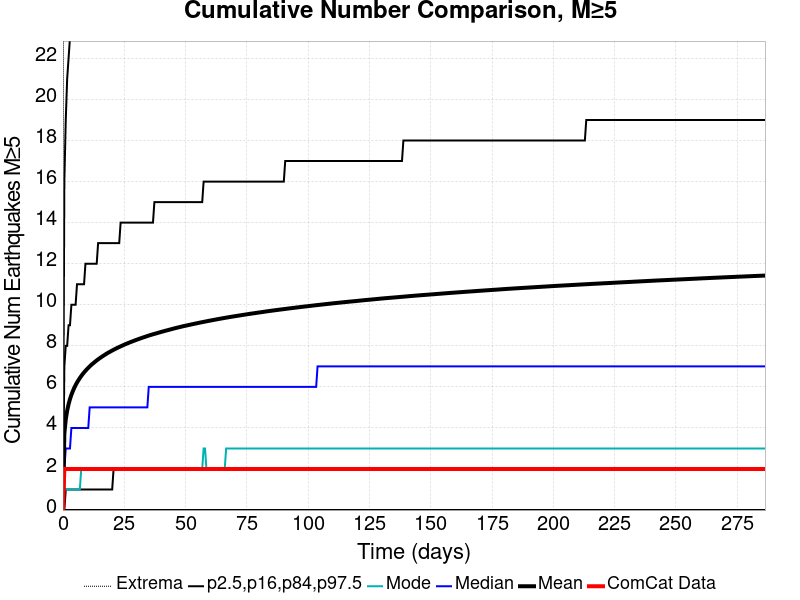 Cumulative Number Comparison, M≥5
Cumulative Num Earthquakes M≥5
22
20
18
16
14
12
10
8
6
4
2
0
0 25 50 75 100 125 150 175 200 225 250 275
Time (days)
Extrema p2.5,p16,p84,p97.5 Mode Median Mean ComCat Data